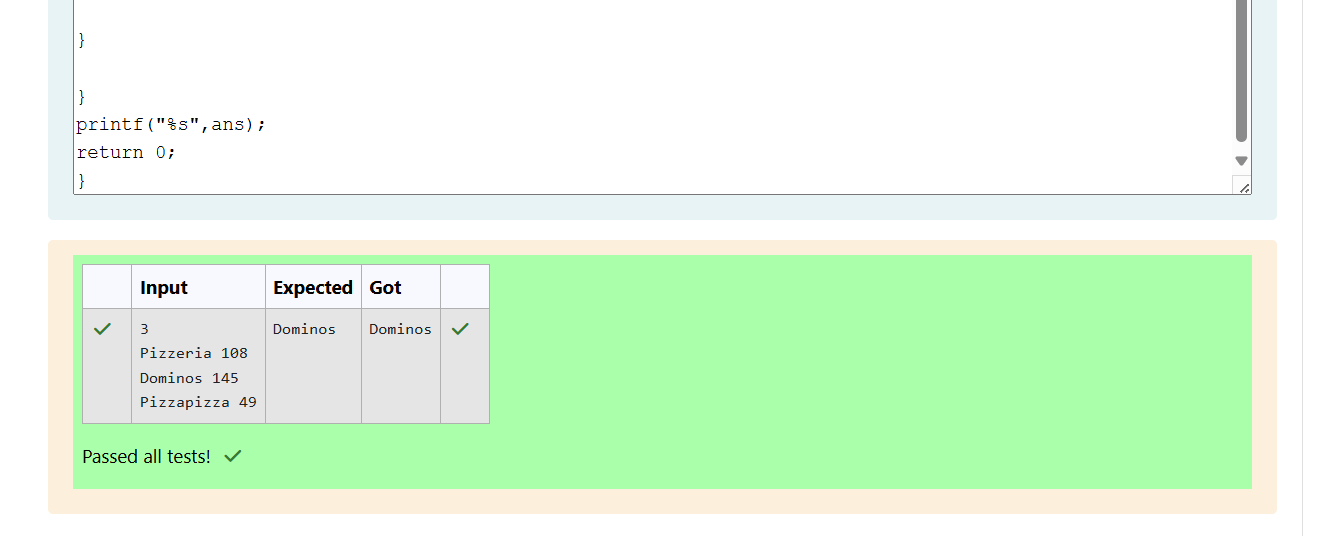 }
}
printf("%s",ans);
return 0;
}
Input Expected Got
3 Dominos Dominos
Pizzeria 108
Dominos 145
Pizzapizza 49
Passed all tests!